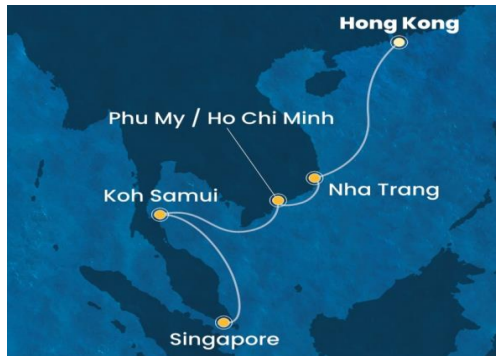 Hong Kong
Phu My / Ho Chi Minh
Koh Samui
Nha Trang
Singapore